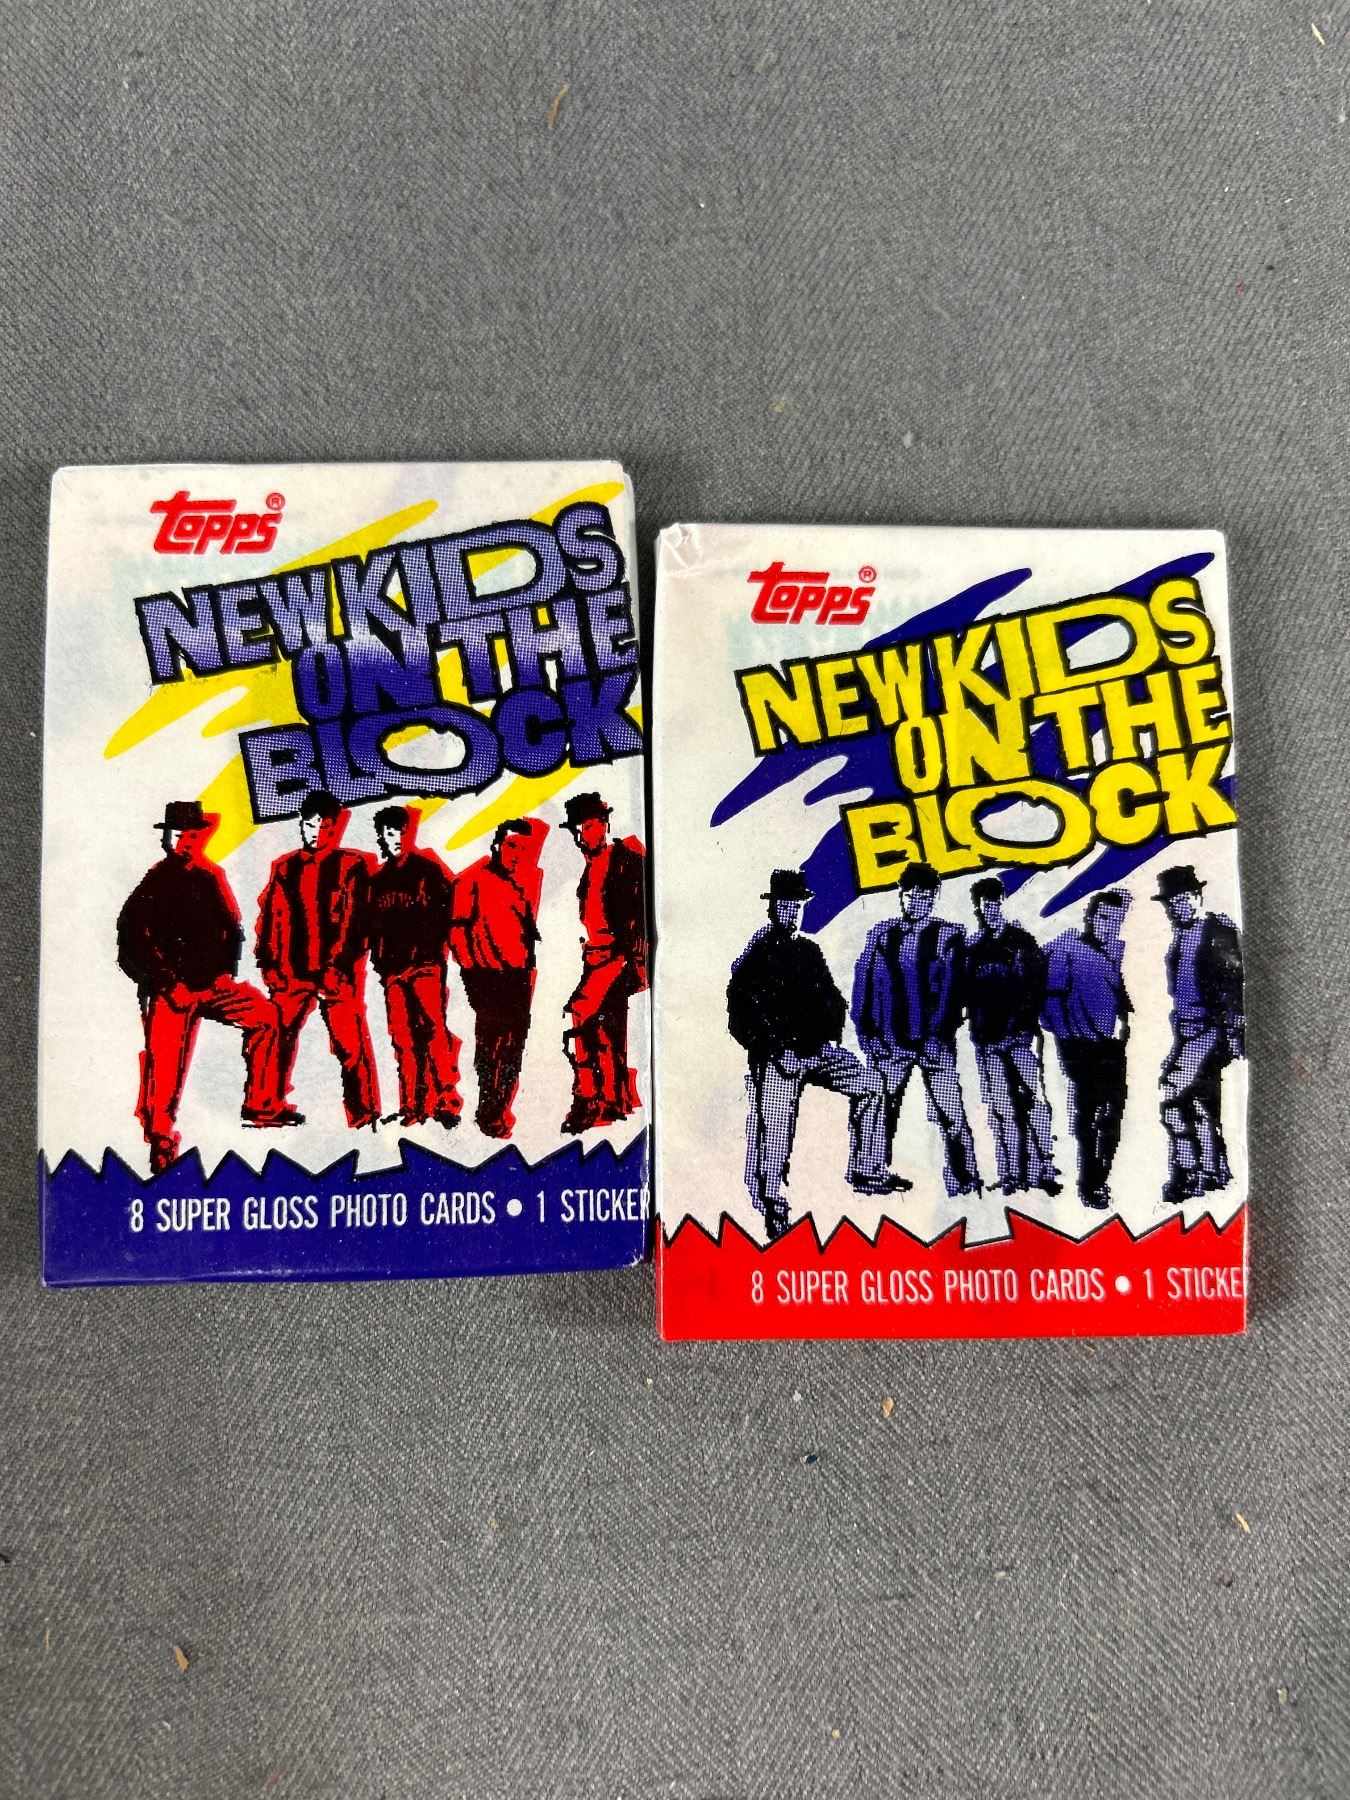 TOPPS®
NEW KIDS
ON THE
BLOCK
8 SUPER GLOSS PHOTO CARDS • 1 STICKER
TOPPS®
NEW KIDS
ON THE
BLOCK
8 SUPER GLOSS PHOTO CARDS • 1 STICKE